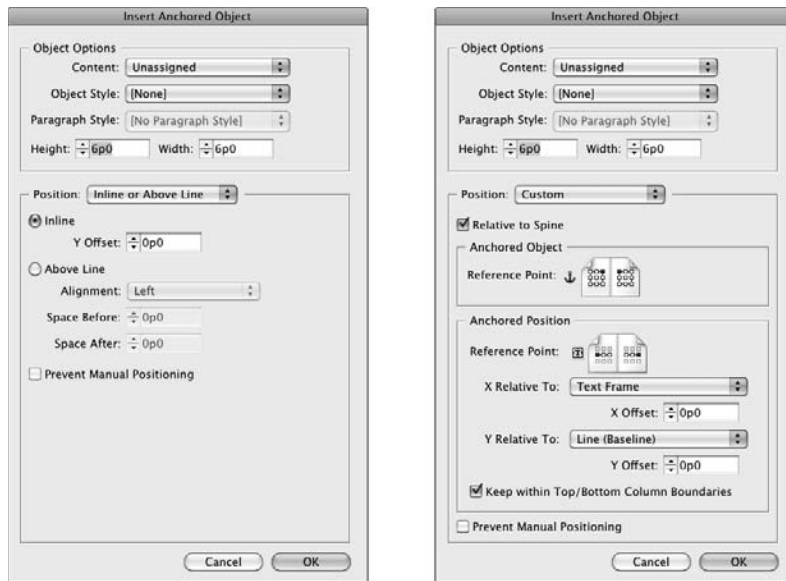 Insert Anchored Object
Object Options
Content: Unassigned
Object Style: [None]
Paragraph Style: [No Paragraph Style]
Height: 6p0 Width: 6p0
Position: Inline or Above Line
Inline
Y Offset: 0p0
Above Line
Alignment: Left
Space Before: 0p0
Space After: 0p0
Prevent Manual Positioning
Cancel OK
Insert Anchored Object
Object Options
Content: Unassigned
Object Style: [None]
Paragraph Style: [No Paragraph Style]
Height: 6p0 Width: 6p0
Position: Custom
Relative to Spine
Anchored Object
Reference Point:
Anchored Position
Reference Point:
X Relative To: Text Frame
X Offset: 0p0
Y Relative To: Line (Baseline)
Y Offset: 0p0
Keep within Top/Bottom Column Boundaries
Prevent Manual Positioning
Cancel OK